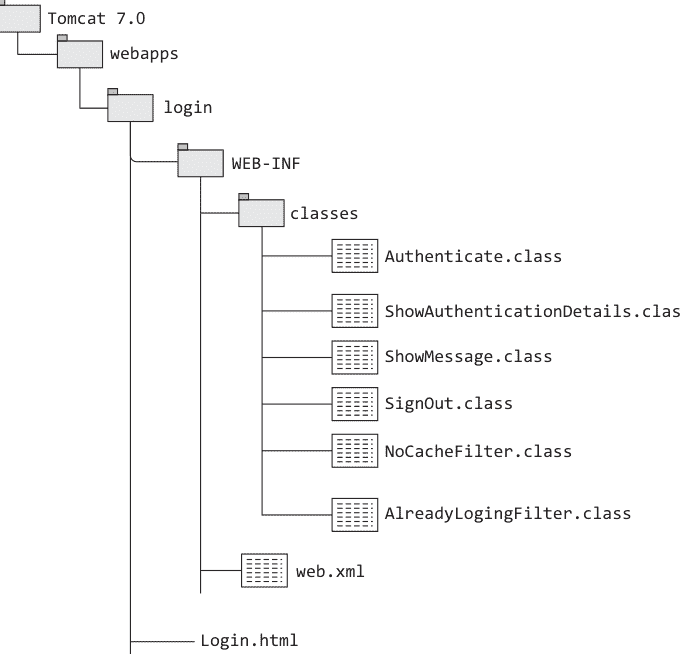 Tomcat 7.0
webapps
login
WEB-INF
classes
Authenticate.class
ShowAuthenticationDetails.clas
ShowMessage.class
SignOut.class
NoCacheFilter.class
AlreadyLogingFilter.class
web.xml
Login.html